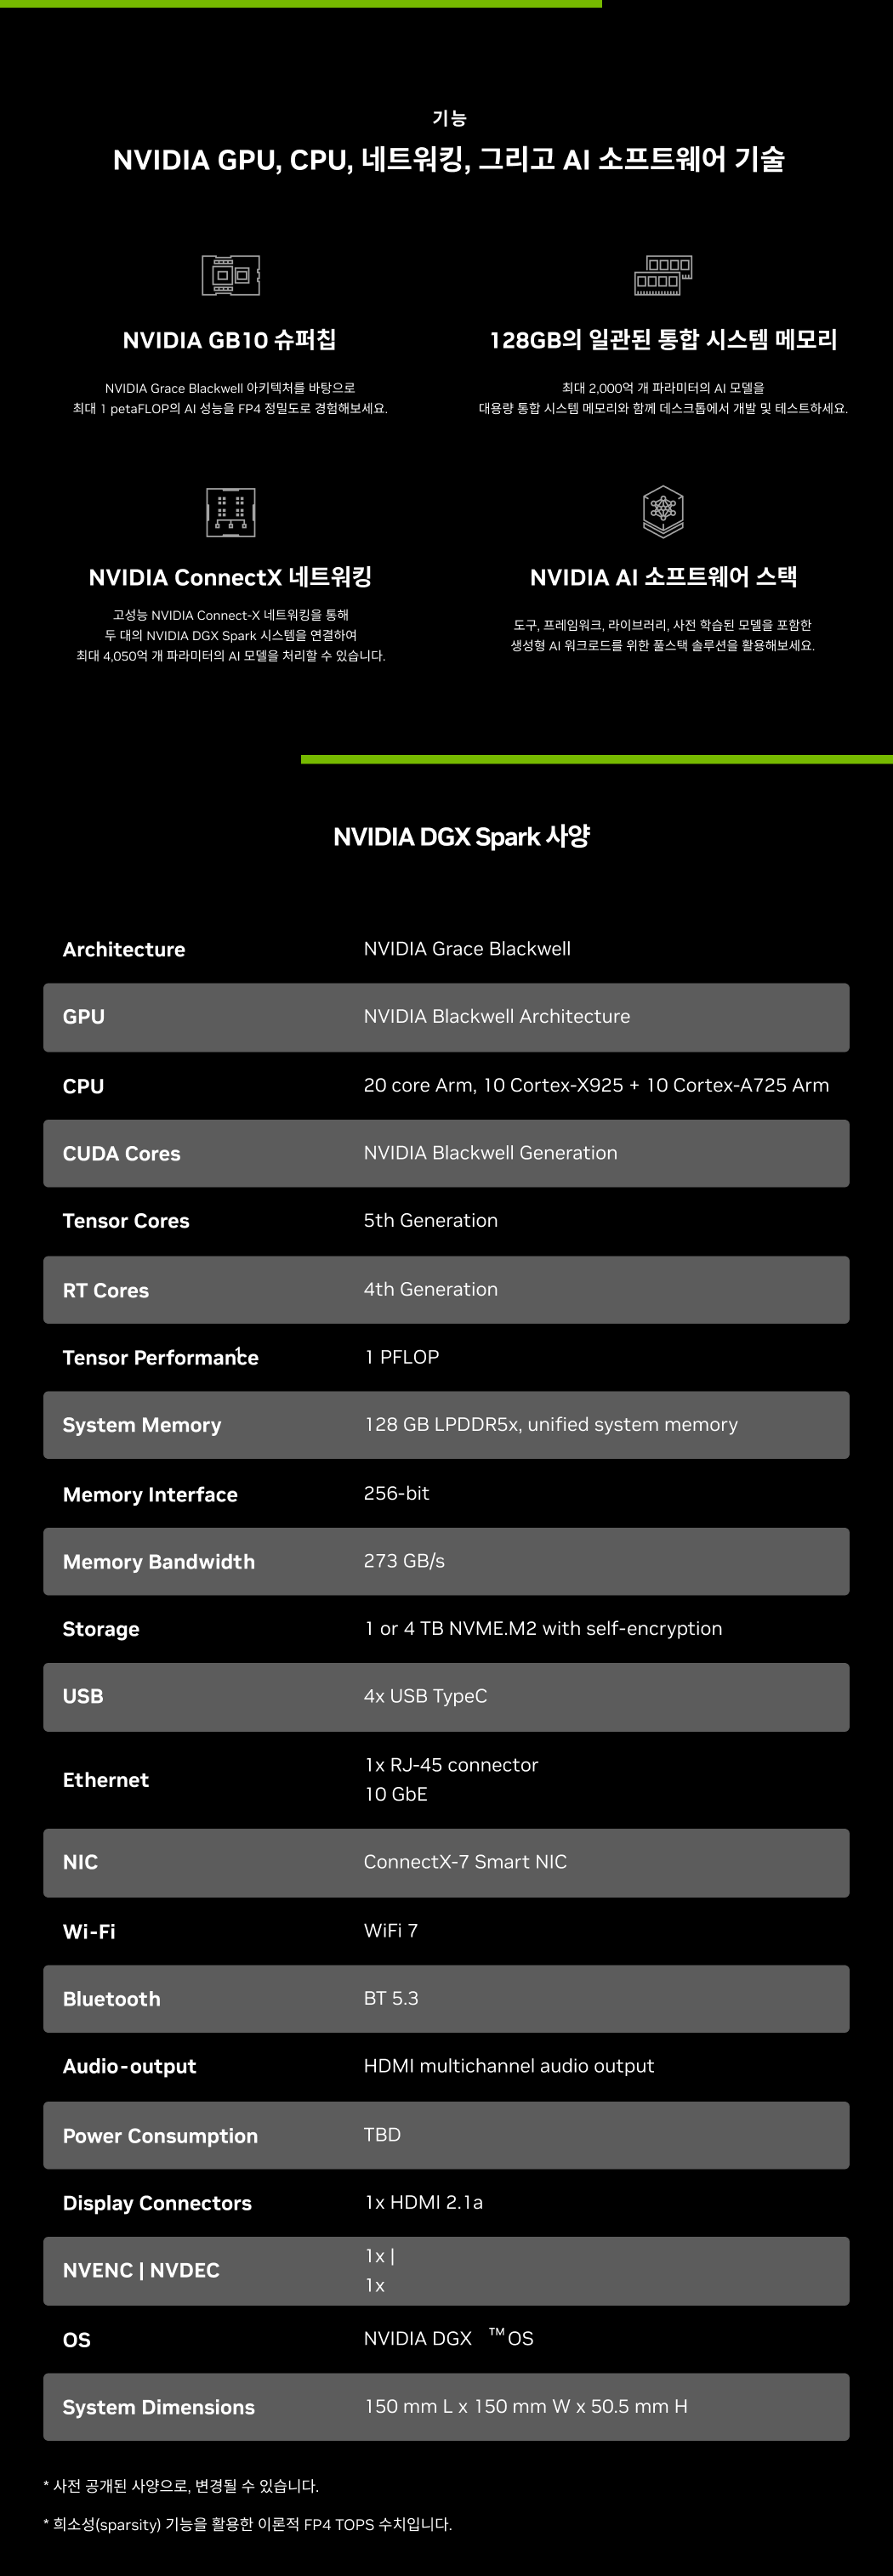 기능
NVIDIA GPU, CPU, 네트워킹, 그리고 AI 소프트웨어 기술
NVIDIA GB10 슈퍼칩
NVIDIA Grace Blackwell 아키텍처를 바탕으로
최대 1 petaFLOP의 AI 성능을 FP4 정밀도로 경험해보세요.
128GB의 일관된 통합 시스템 메모리
최대 2,000억 개 파라미터의 AI 모델을
대용량 통합 시스템 메모리와 함께 데스크톱에서 개발 및 테스트하세요.
NVIDIA ConnectX 네트워킹
고성능 NVIDIA Connect-X 네트워킹을 통해
두 대의 NVIDIA DGX Spark 시스템을 연결하여
최대 4,050억 개 파라미터의 AI 모델을 처리할 수 있습니다.
NVIDIA AI 소프트웨어 스택
도구, 프레임워크, 라이브러리, 사전 학습된 모델을 포함한
생성형 AI 워크로드를 위한 풀스택 솔루션을 활용해보세요.
NVIDIA DGX Spark 사양
Architecture NVIDIA Grace Blackwell
GPU NVIDIA Blackwell Architecture
CPU 20 core Arm, 10 Cortex-X925 + 10 Cortex-A725 Arm
CUDA Cores NVIDIA Blackwell Generation
Tensor Cores 5th Generation
RT Cores 4th Generation
Tensor Performance1 1 PFLOP
System Memory 128 GB LPDDR5x, unified system memory
Memory Interface 256-bit
Memory Bandwidth 273 GB/s
Storage 1 or 4 TB NVME.M2 with self-encryption
USB 4x USB TypeC
Ethernet 1x RJ-45 connector
10 GbE
NIC ConnectX-7 Smart NIC
Wi-Fi WiFi 7
Bluetooth BT 5.3
Audio-output HDMI multichannel audio output
Power Consumption TBD
Display Connectors 1x HDMI 2.1a
NVENC | NVDEC 1x |
1x
OS NVIDIA DGX ™ OS
System Dimensions 150 mm L x 150 mm W x 50.5 mm H
* 사전 공개된 사양으로, 변경될 수 있습니다.
* 희소성(sparsity) 기능을 활용한 이론적 FP4 TOPS 수치입니다.